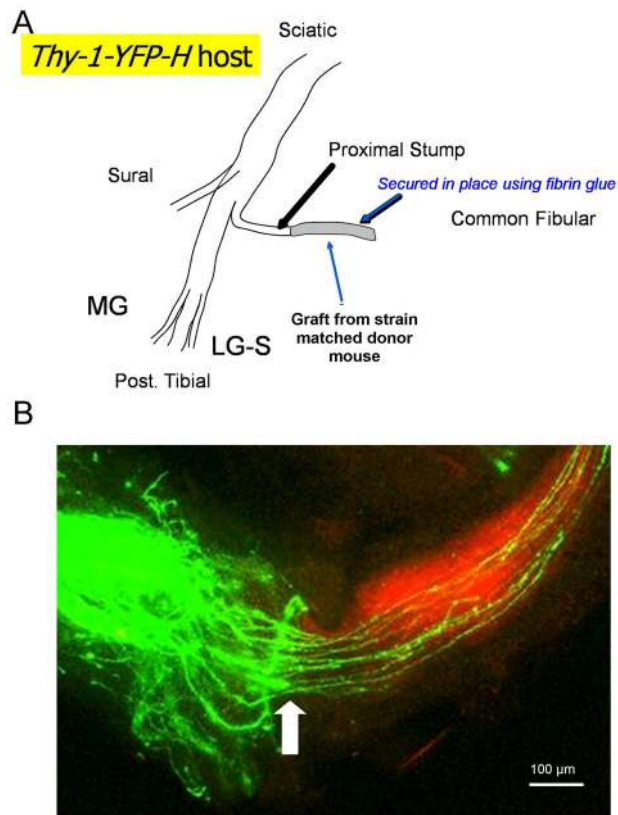 A
Sciatic
Thy-1-YFP-H host
Proximal Stump
Sural
Secured in place using fibrin glue
Common Fibular
MG
Graft from strain
matched donor
mouse
LG-S
Post. Tibial
B
100 µm